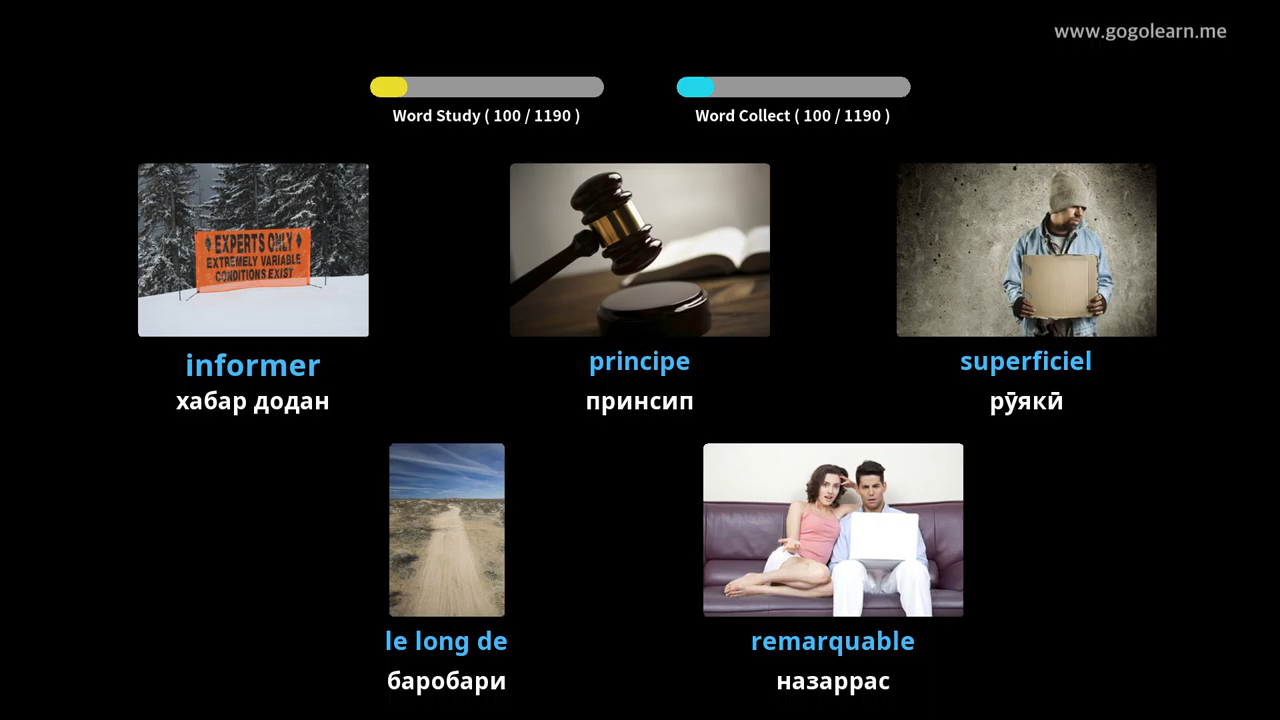 www.gogolearn.me
Word Study ( 100 / 1190 )
Word Collect ( 100 / 1190 )
EXPERTS ONLY
EXTREMELY VARIABLE
CONDITIONS EXIST
informer
хабар додан
principe
принсип
superficiel
рӯякӣ
le long de
баробари
remarquable
назаррас